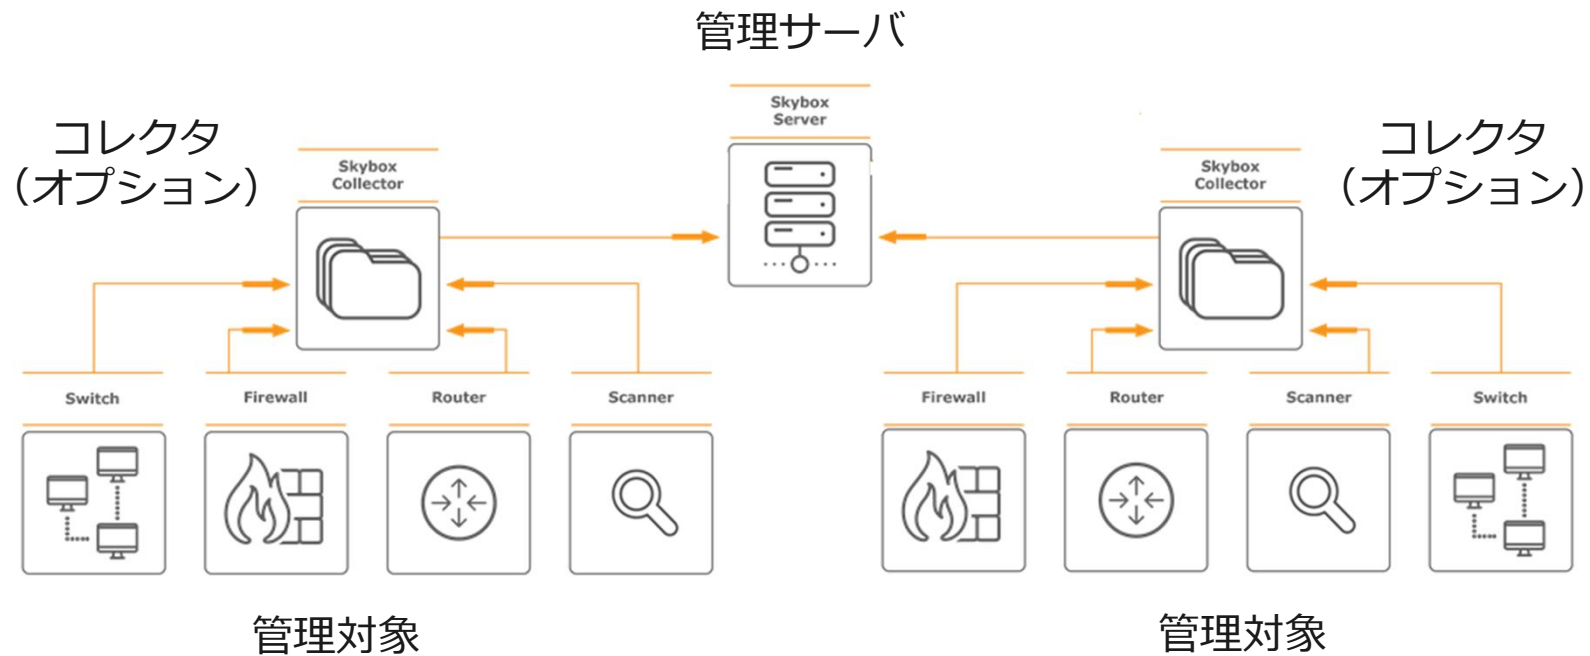 管理サーバ
Skybox
Server
コレクタ
（オプション）
Skybox
Collector
Skybox
Collector
コレクタ
（オプション）
Switch
Firewall
Router
Scanner
Firewall
Router
Scanner
Switch
管理対象
管理対象